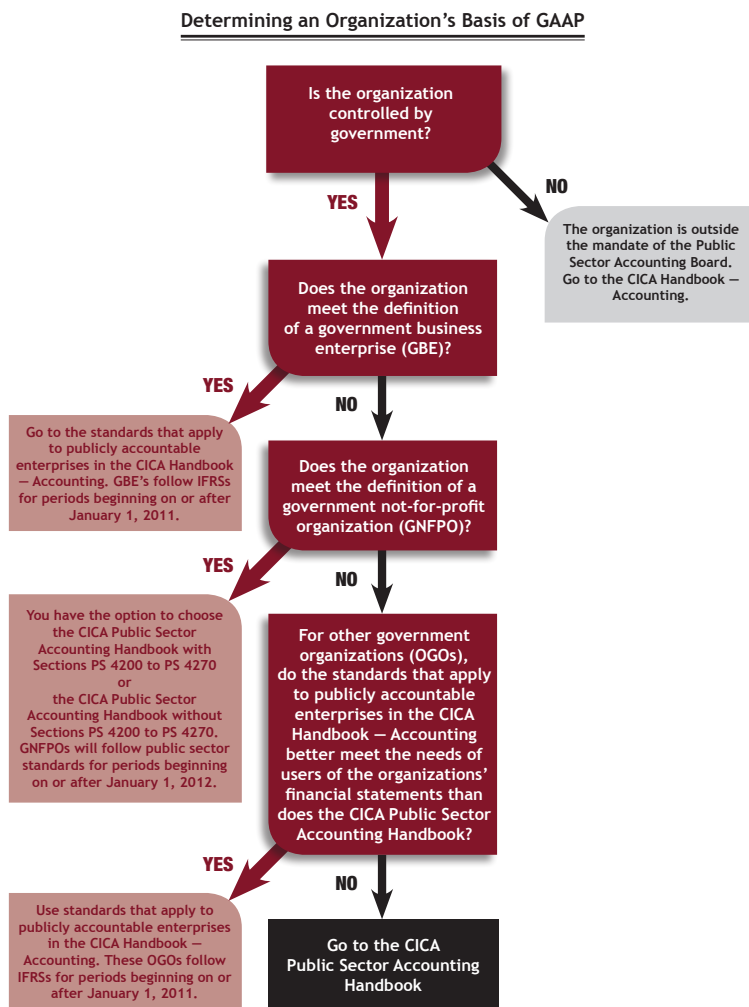 Determining an Organization's Basis of GAAP
Is the organization
controlled by
government?
NO
YES
The organization is outside
the mandate of the Public
Sector Accounting Board.
Go to the CICA Handbook —
Accounting.
Does the organization
meet the definition
of a government business
enterprise (GBE)?
YES
NO
Go to the standards that apply
to publicly accountable
enterprises in the CICA Handbook
— Accounting. GBE's follow IFRSs
for periods beginning on or after
January 1, 2011.
Does the organization
meet the definition of a
government not-for-profit
organization (GNFPO)?
YES
NO
You have the option to choose
the CICA Public Sector
Accounting Handbook with
Sections PS 4200 to PS 4270
or
the CICA Public Sector
Accounting Handbook without
Sections PS 4200 to PS 4270.
GNFPOs will follow public sector
standards for periods beginning
on or after January 1, 2012.
For other government
organizations (OGOs),
do the standards that apply
to publicly accountable
enterprises in the CICA
Handbook — Accounting
better meet the needs of
users of the organizations'
financial statements than
does the CICA Public Sector
Accounting Handbook?
YES
NO
Use standards that apply to
publicly accountable enterprises
in the CICA Handbook —
Accounting. These OGOs follow
IFRSs for periods beginning on or
after January 1, 2011.
Go to the CICA
Public Sector Accounting
Handbook